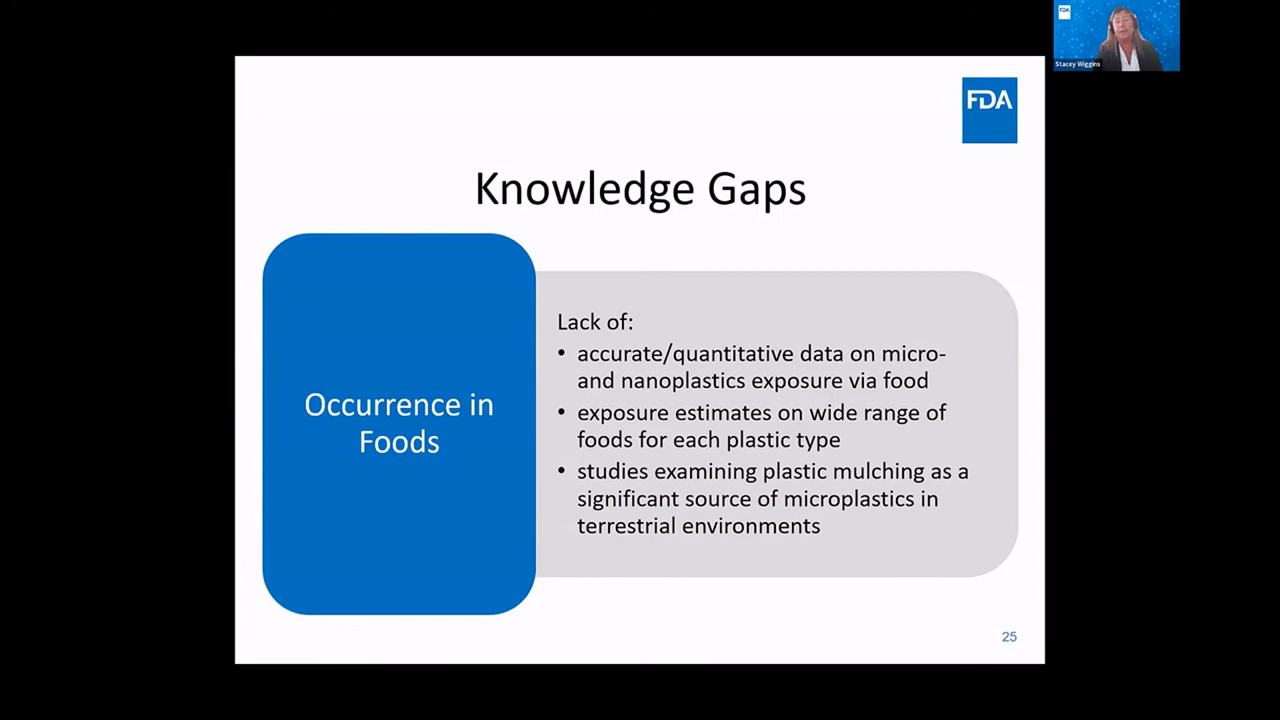 FDA
Stacey Wiggins
FDA
Knowledge Gaps
Occurrence in
Foods
Lack of:
• accurate/quantitative data on micro-
and nanoplastics exposure via food
• exposure estimates on wide range of
foods for each plastic type
• studies examining plastic mulching as a
significant source of microplastics in
terrestrial environments
25